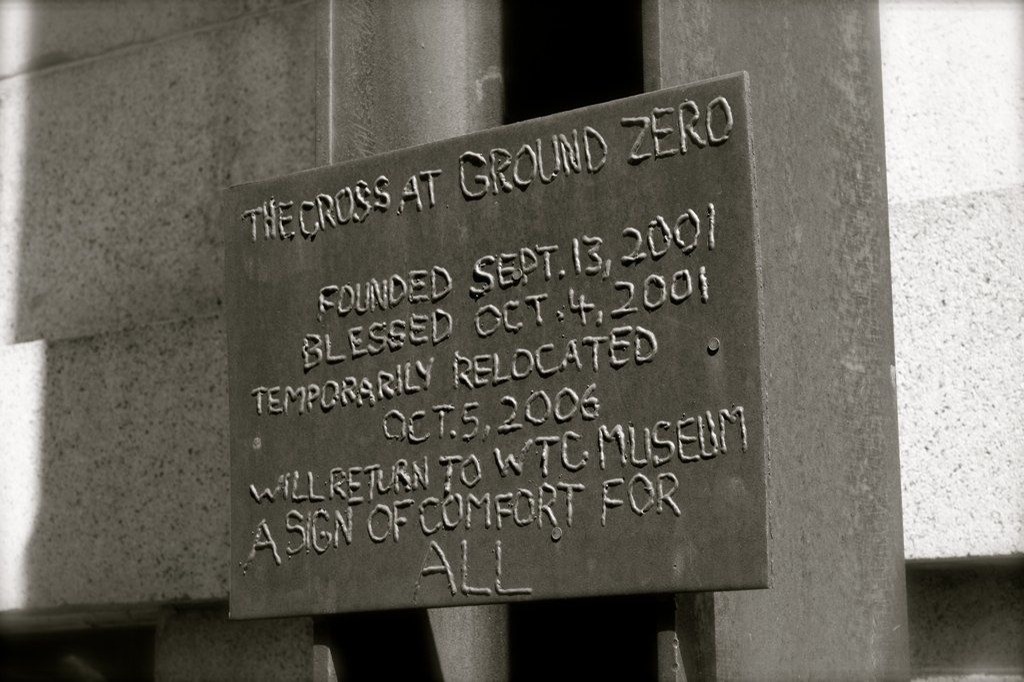 THE CROSS AT GROUND ZERO
FOUNDED SEPT. 13, 2001
BLESSED OCT. 4, 2001
TEMPORARILY RELOCATED
OCT. 5, 2006
WILL RETURN TO WTC MUSEUM
A SIGN OF COMFORT FOR
ALL